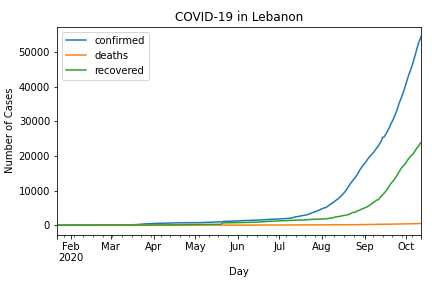 COVID-19 in Lebanon
confirmed
deaths
recovered
Number of Cases
50000
40000
30000
20000
10000
0
Feb Mar Apr May Jun Jul Aug Sep Oct
2020
Day